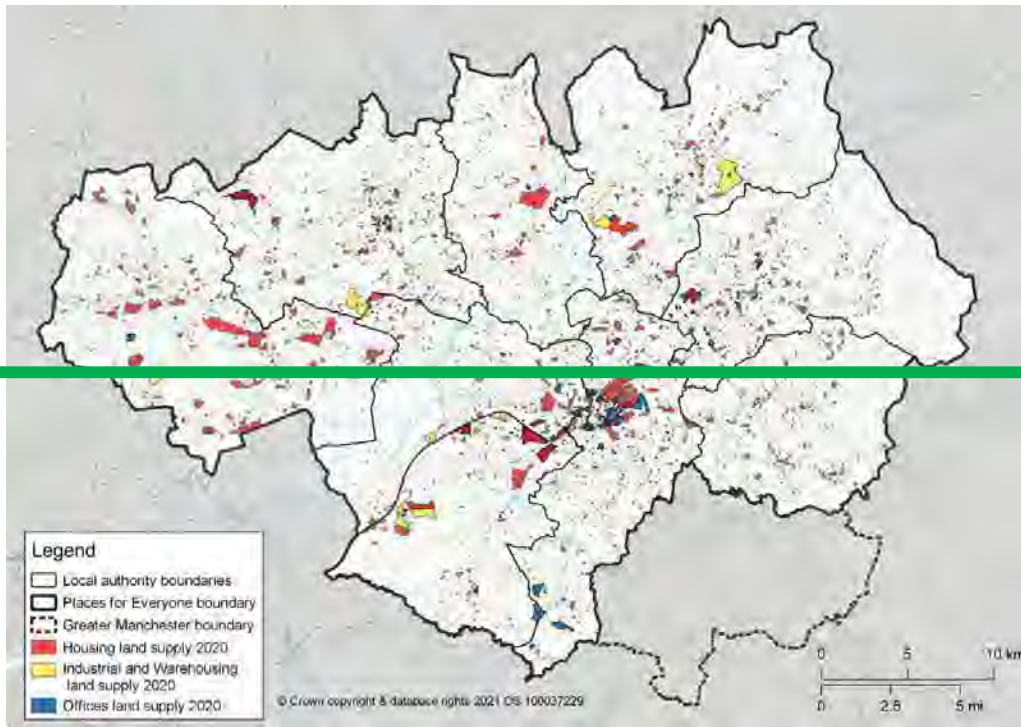 Legend
Local authority boundaries
Places for Everyone boundary
Greater Manchester boundary
Housing land supply 2020
Industrial and Warehousing
land supply 2020
Offices land supply 2020
© Crown copyright & database rights 2021 OS 100037229
0 5 10 km
0 2.5 5 mi